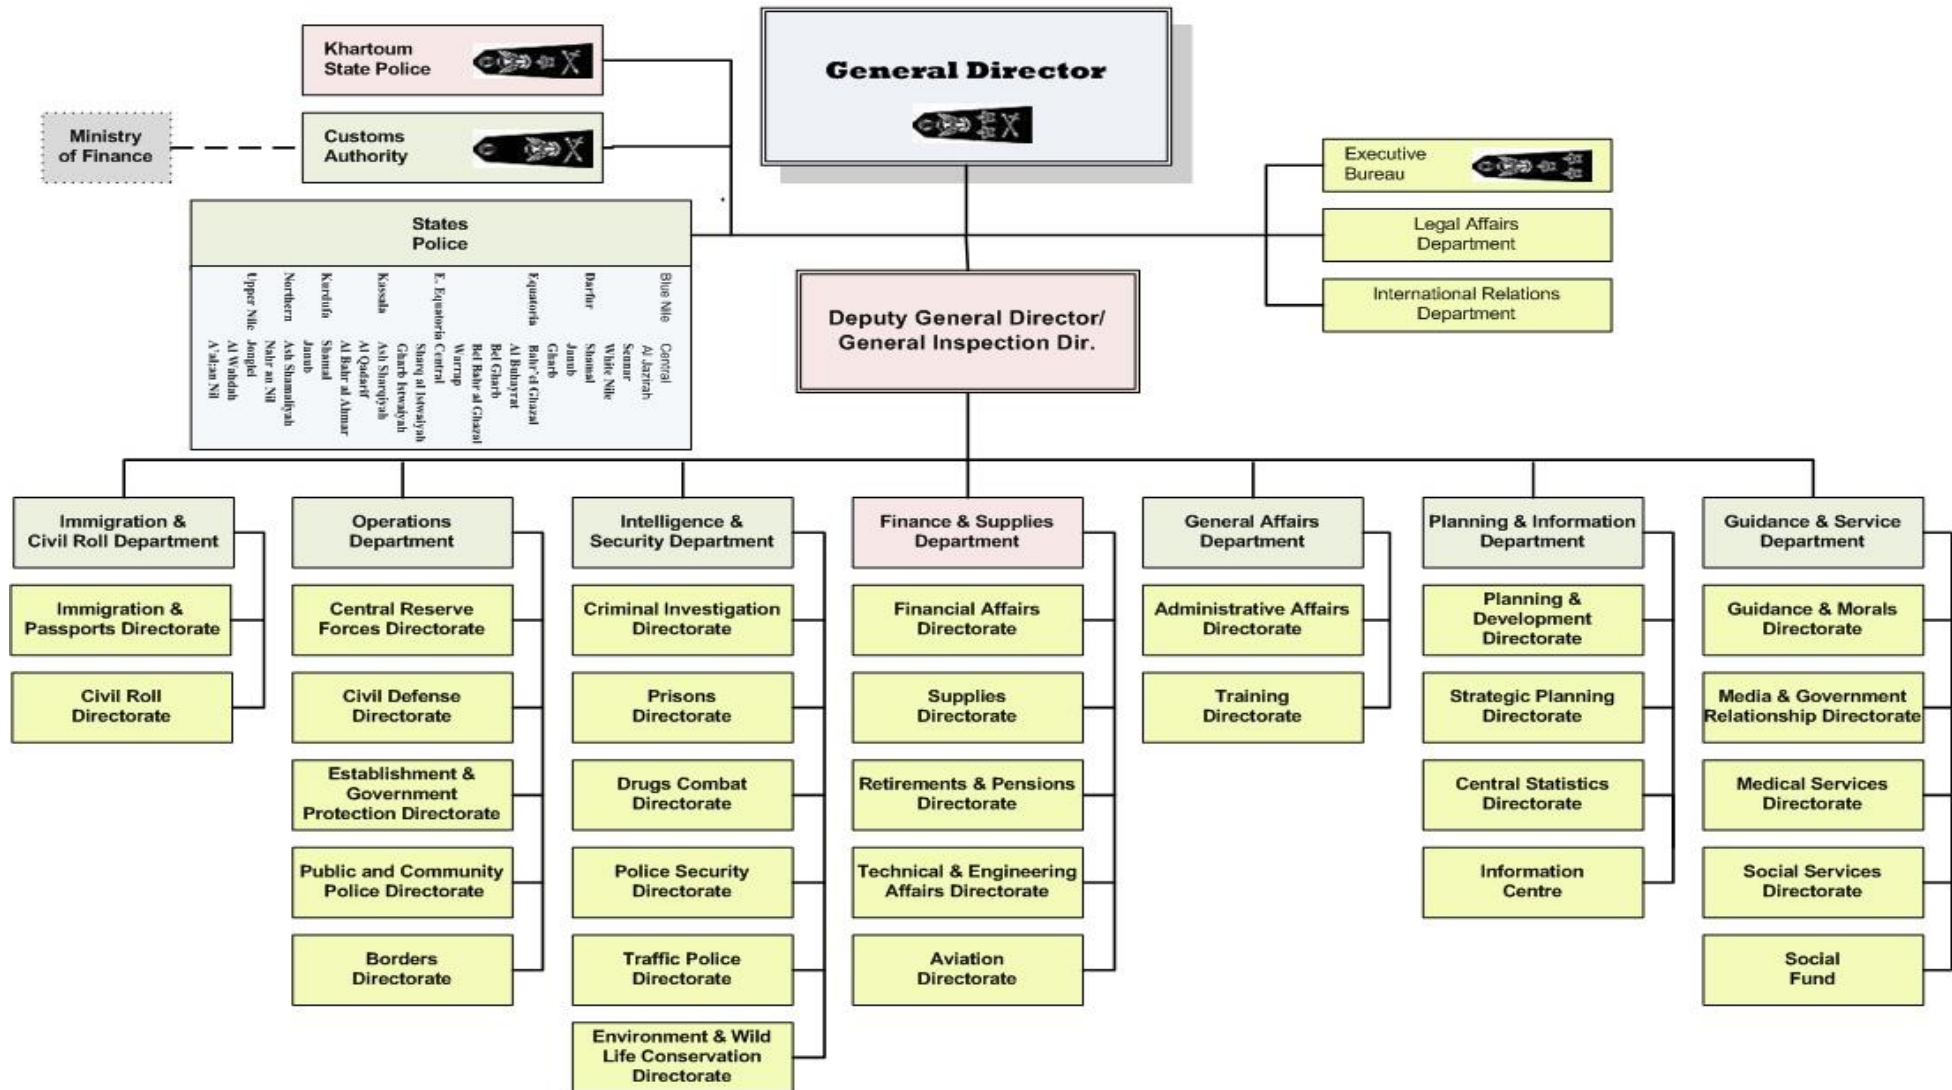 General Director
Khartoum
State Police
Customs
Authority
Ministry
of Finance
Executive
Bureau
Legal Affairs
Department
International Relations
Department
States
Police
Blue Nile Central
Al Jazirah
Sennar
White Nile
Darfur Shamal
Janub
Gharb
Equatoria Bahr'el Ghazal
Al Buhayrat
Bel Gharb
Bel Bahr al Ghazal
Warrap
E. Equatoria Central
Sharq al Istwaiyah
Gharb Istwaiyah
Kassala Ash Sharqiyah
Al Qadarif
Al Bahr al Ahmar
Kurdufa Shamal
Janub
Northern Ash Shamaliyah
Nahr an Nil
Upper Nile Jonglei
Al Wahdah
A'al;an Nil
Deputy General Director/
General Inspection Dir.
Immigration &
Civil Roll Department
Immigration &
Passports Directorate
Civil Roll
Directorate
Operations
Department
Central Reserve
Forces Directorate
Civil Defense
Directorate
Establishment &
Government
Protection Directorate
Public and Community
Police Directorate
Borders
Directorate
Intelligence &
Security Department
Criminal Investigation
Directorate
Prisons
Directorate
Drugs Combat
Directorate
Police Security
Directorate
Traffic Police
Directorate
Environment & Wild
Life Conservation
Directorate
Finance & Supplies
Department
Financial Affairs
Directorate
Supplies
Directorate
Retirements & Pensions
Directorate
Technical & Engineering
Affairs Directorate
Aviation
Directorate
General Affairs
Department
Administrative Affairs
Directorate
Training
Directorate
Planning & Information
Department
Planning &
Development
Directorate
Strategic Planning
Directorate
Central Statistics
Directorate
Information
Centre
Guidance & Service
Department
Guidance & Morals
Directorate
Media & Government
Relationship Directorate
Medical Services
Directorate
Social Services
Directorate
Social
Fund